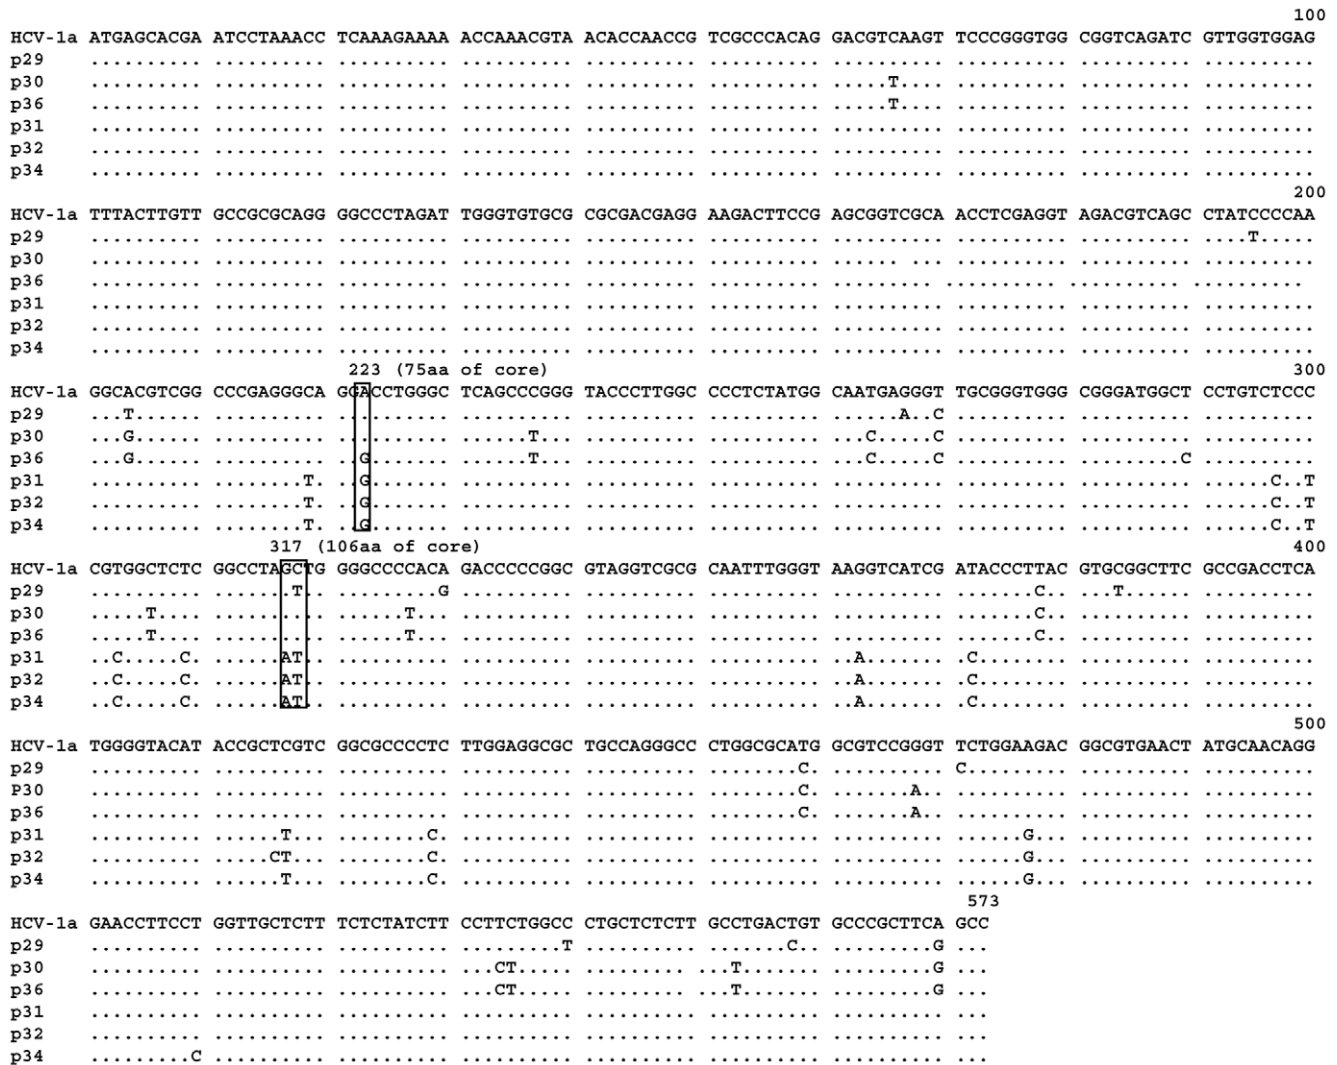 100
HCV-1a ATGAGCACGA ATCCTAAACC TCAAAGAAAA ACCAAACGTA ACACCAACCG TCGCCCACAG GACGTCAAGT TCCCGGGTGG CGGTCAGATC GTTGGTGGAG
p29 .......... .......... .......... .......... .......... .......... .......... .......... .......... ..........
p30 .......... .......... .......... .......... .......... .......... .....T.... .......... .......... ..........
p36 .......... .......... .......... .......... .......... .......... .....T.... .......... .......... ..........
p31 .......... .......... .......... .......... .......... .......... .......... .......... .......... ..........
p32 .......... .......... .......... .......... .......... .......... .......... .......... .......... ..........
p34 .......... .......... .......... .......... .......... .......... .......... .......... .......... ..........
200
HCV-1a TTTACTTGTT GCCGCGCAGG GGCCCTAGAT TGGGTGTGCG CGCGACGAGG AAGACTTCCG AGCGGTCGCA ACCTCGAGGT AGACGTCAGC CTATCCCCAA
p29 .......... .......... .......... .......... .......... .......... .......... .......... .......... ....T.....
p30 .......... .......... .......... .......... .......... .......... ...... ... .......... .......... ..........
p36 .......... .......... .......... .......... .......... .......... ......... .......... .......... ..........
p31 .......... .......... .......... .......... .......... .......... .......... .......... .......... ..........
p32 .......... .......... .......... .......... .......... .......... .......... .......... .......... ..........
p34 .......... .......... .......... .......... .......... .......... .......... .......... .......... ..........
223 (75aa of core) 300
HCV-1a GGCACGTCGG CCCGAGGGCA GGACCTGGGC TCAGCCCGGG TACCCTTGGC CCCTCTATGG CAATGAGGGT TGCGGGTGGG CGGGATGGCT CCTGTCTCCC
p29 ...T...... .......... .......... .......... .......... .......... ......A..C .......... .......... ..........
p30 ...G...... .......... .......... ......T... .......... .......... ...C.....C .......... .......... ..........
p36 ...G...... .......... ..G....... ......T... .......... .......... ...C.....C .......... .........C ..........
p31 .......... ........T. ..G....... .......... .......... .......... .......... .......... .......... ......C..T
p32 .......... ........T. ..G....... .......... .......... .......... .......... .......... .......... ......C..T
p34 .......... ........T. ..G....... .......... .......... .......... .......... .......... .......... ......C..T
317 (106aa of core) 400
HCV-1a CGTGGCTCTC GGCCTAGCTG GGGCCCCACA GACCCCCGGC GTAGGTCGCG CAATTTGGGT AAGGTCATCG ATACCCTTAC GTGCGGCTTC GCCGACCTCA
p29 .......... .......T.. .........G .......... .......... .......... .......... .......C.. ...T...... ..........
p30 .....T.... .......... ......T... .......... .......... .......... .......... .......C.. .......... ..........
p36 .....T.... .......... ......T... .......... .......... .......... .......... .......C.. .......... ..........
p31 ..C.....C. ......AT.. .......... .......... .......... .......... ..A....... .C........ .......... ..........
p32 ..C.....C. ......AT.. .......... .......... .......... .......... ..A....... .C........ .......... ..........
p34 ..C.....C. ......AT.. .......... .......... .......... .......... ..A....... .C........ .......... ..........
500
HCV-1a TGGGGTACAT ACCGCTCGTC GGCGCCCCTC TTGGAGGCGC TGCCAGGGCC CTGGCGCATG GCGTCCGGGT TCTGGAAGAC GGCGTGAACT ATGCAACAGG
p29 .......... .......... .......... .......... .......... ........C. .......... C......... .......... ..........
P30 .......... .......... .......... .......... .......... ........C. .......A.. .......... .......... ..........
p36 .......... .......... .......... .......... .......... ........C. .......A.. .......... .......... ..........
p31 .......... ......T... ........C. .......... .......... .......... .......... ......G... .......... ..........
p32 .......... .....CT... ........C. .......... .......... .......... .......... ......G... .......... ..........
p34 .......... ......T... ........C. .......... .......... .......... .......... ......G... .......... ..........
573
HCV-1a GAACCTTCCT GGTTGCTCTT TCTCTATCTT CCTTCTGGCC CTGCTCTCTT GCCTGACTGT GCCCGCTTCA GCC
p29 .......... .......... .......... .........T .......... .......C.. .........G ...
p30 .......... .......... .......... ...CT..... .......... ...T...... .........G ...
p36 .......... .......... .......... ...CT..... .......... ...T...... .........G ...
p31 .......... .......... .......... .......... .......... .......... .......... ...
p32 .......... .......... .......... .......... .......... .......... .......... ...
p34 .........C .......... .......... .......... .......... .......... .......... ...